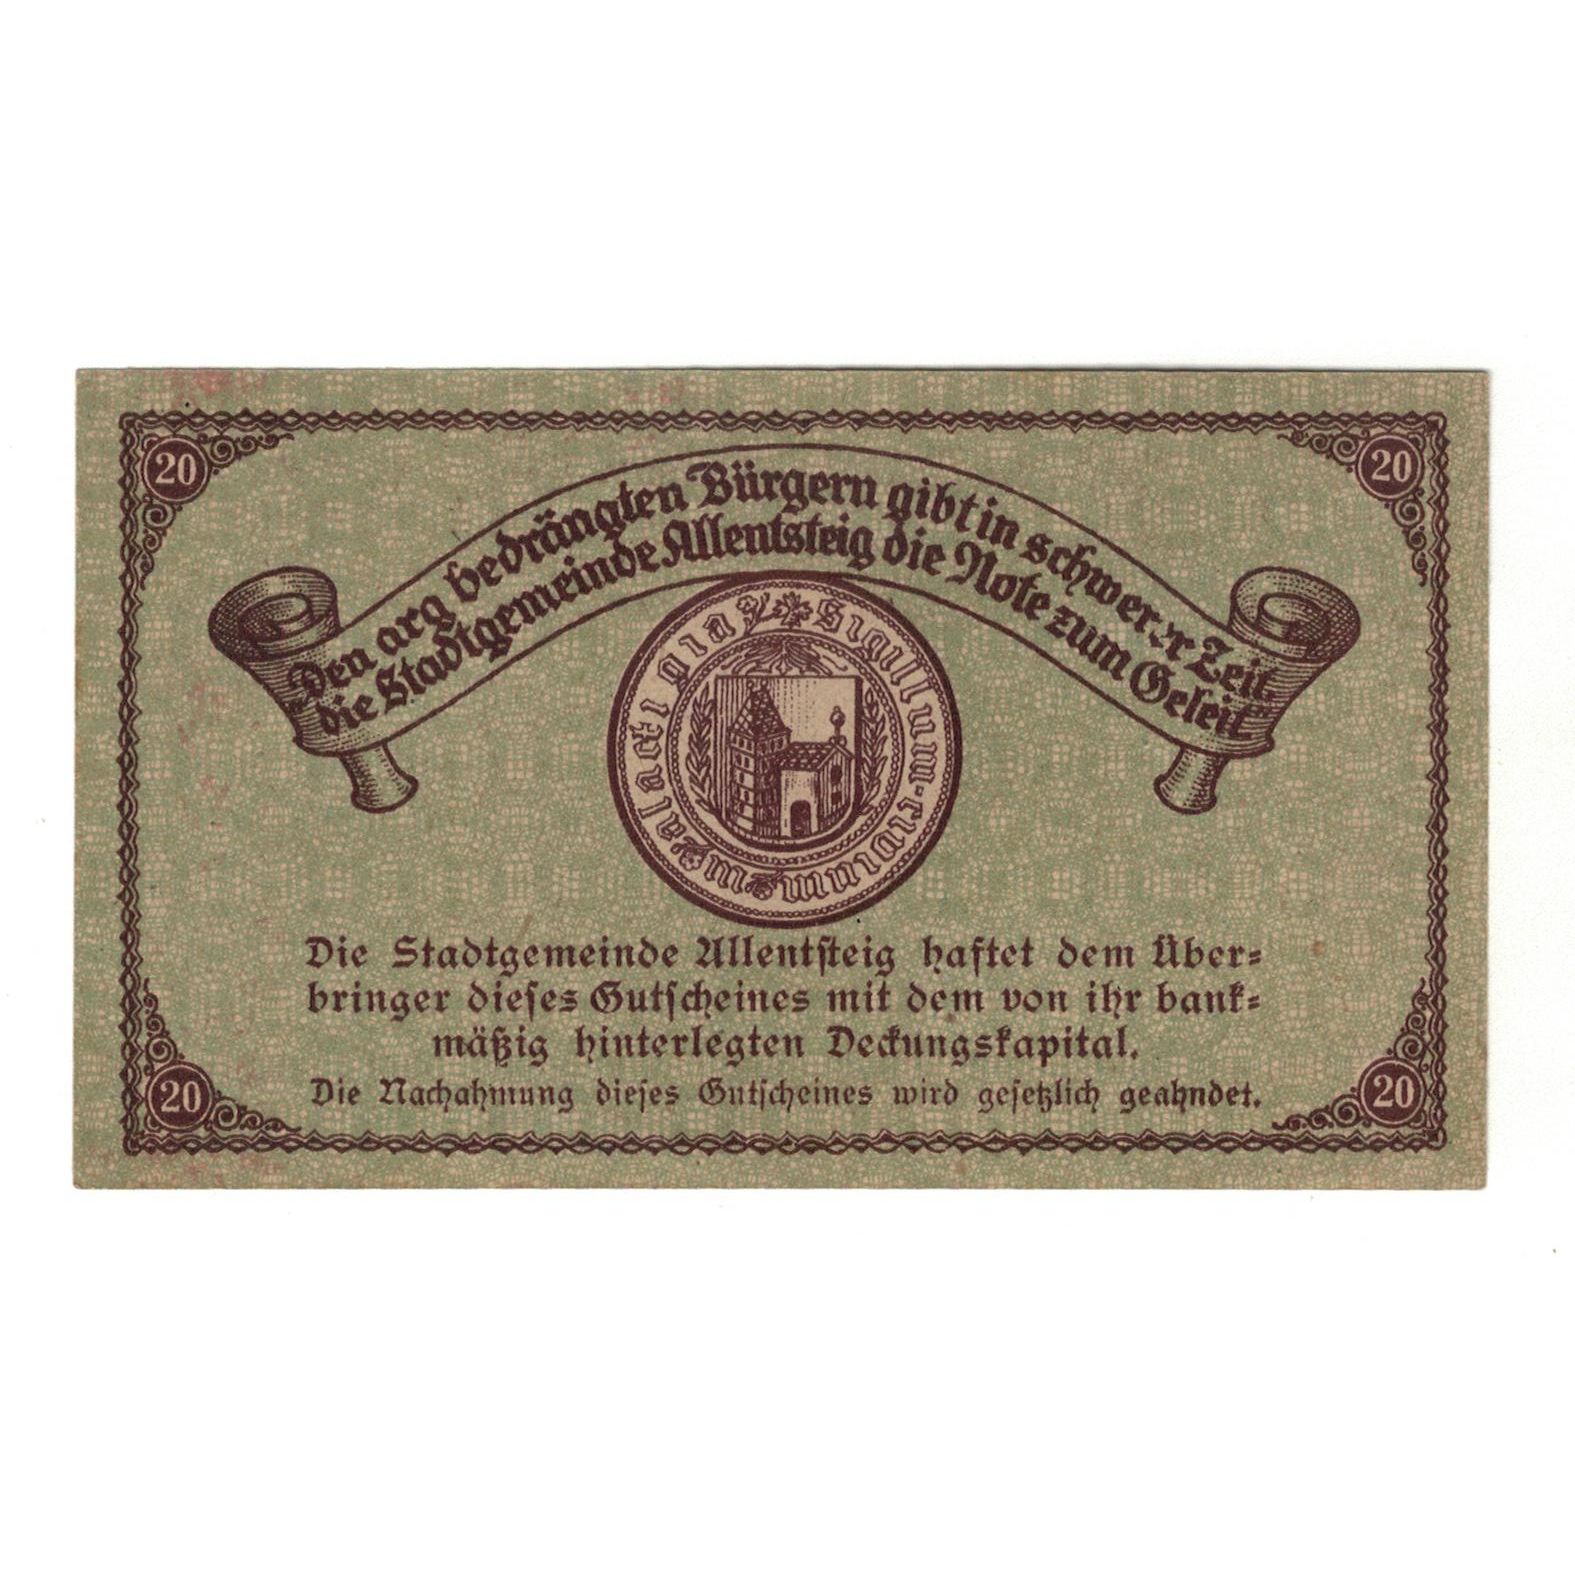 20
20
Den arg bedrängten Bürgern gibt in schwerer Zeit
die Stadtgemeinde Allentsteig die Note zum Geleit
Sigillum
Die Stadtgemeinde Allentsteig haftet dem Über=
bringer dieses Gutscheines mit dem von ihr bank=
mäßig hinterlegten Deckungskapital.
Die Nachahmung dieses Gutscheines wird gesetzlich geahndet.
20
20